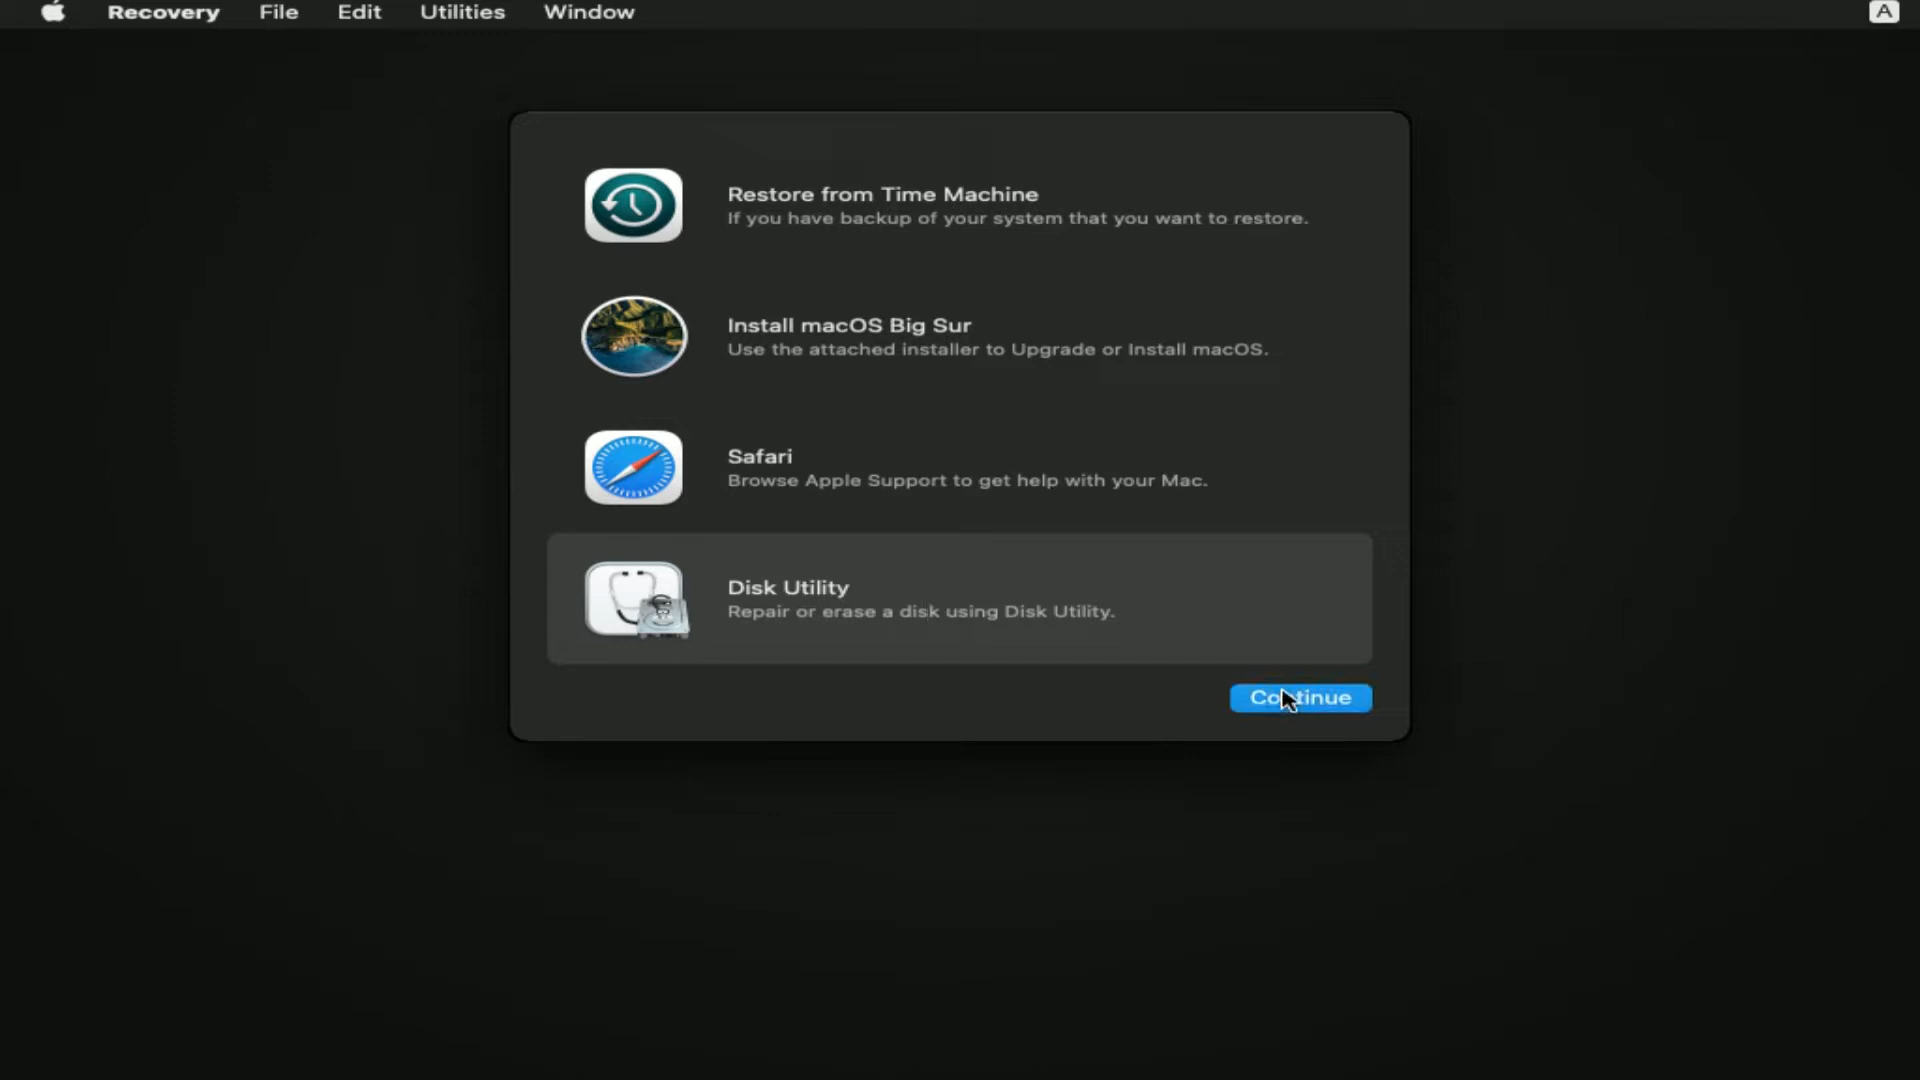 Recovery File Edit Utilities Window A
Restore from Time Machine
If you have backup of your system that you want to restore.
Install macOS Big Sur
Use the attached installer to Upgrade or Install macOS.
Safari
Browse Apple Support to get help with your Mac.
Disk Utility
Repair or erase a disk using Disk Utility.
Continue